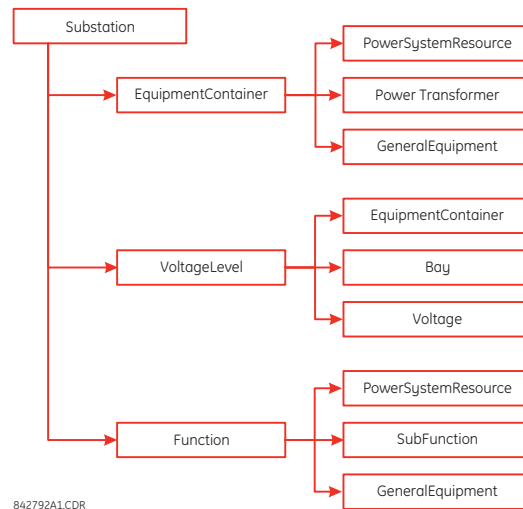 Substation
PowerSystemResource
EquipmentContainer
Power Transformer
GeneralEquipment
EquipmentContainer
VoltageLevel
Bay
Voltage
PowerSystemResource
Function
SubFunction
GeneralEquipment
842792A1.CDR